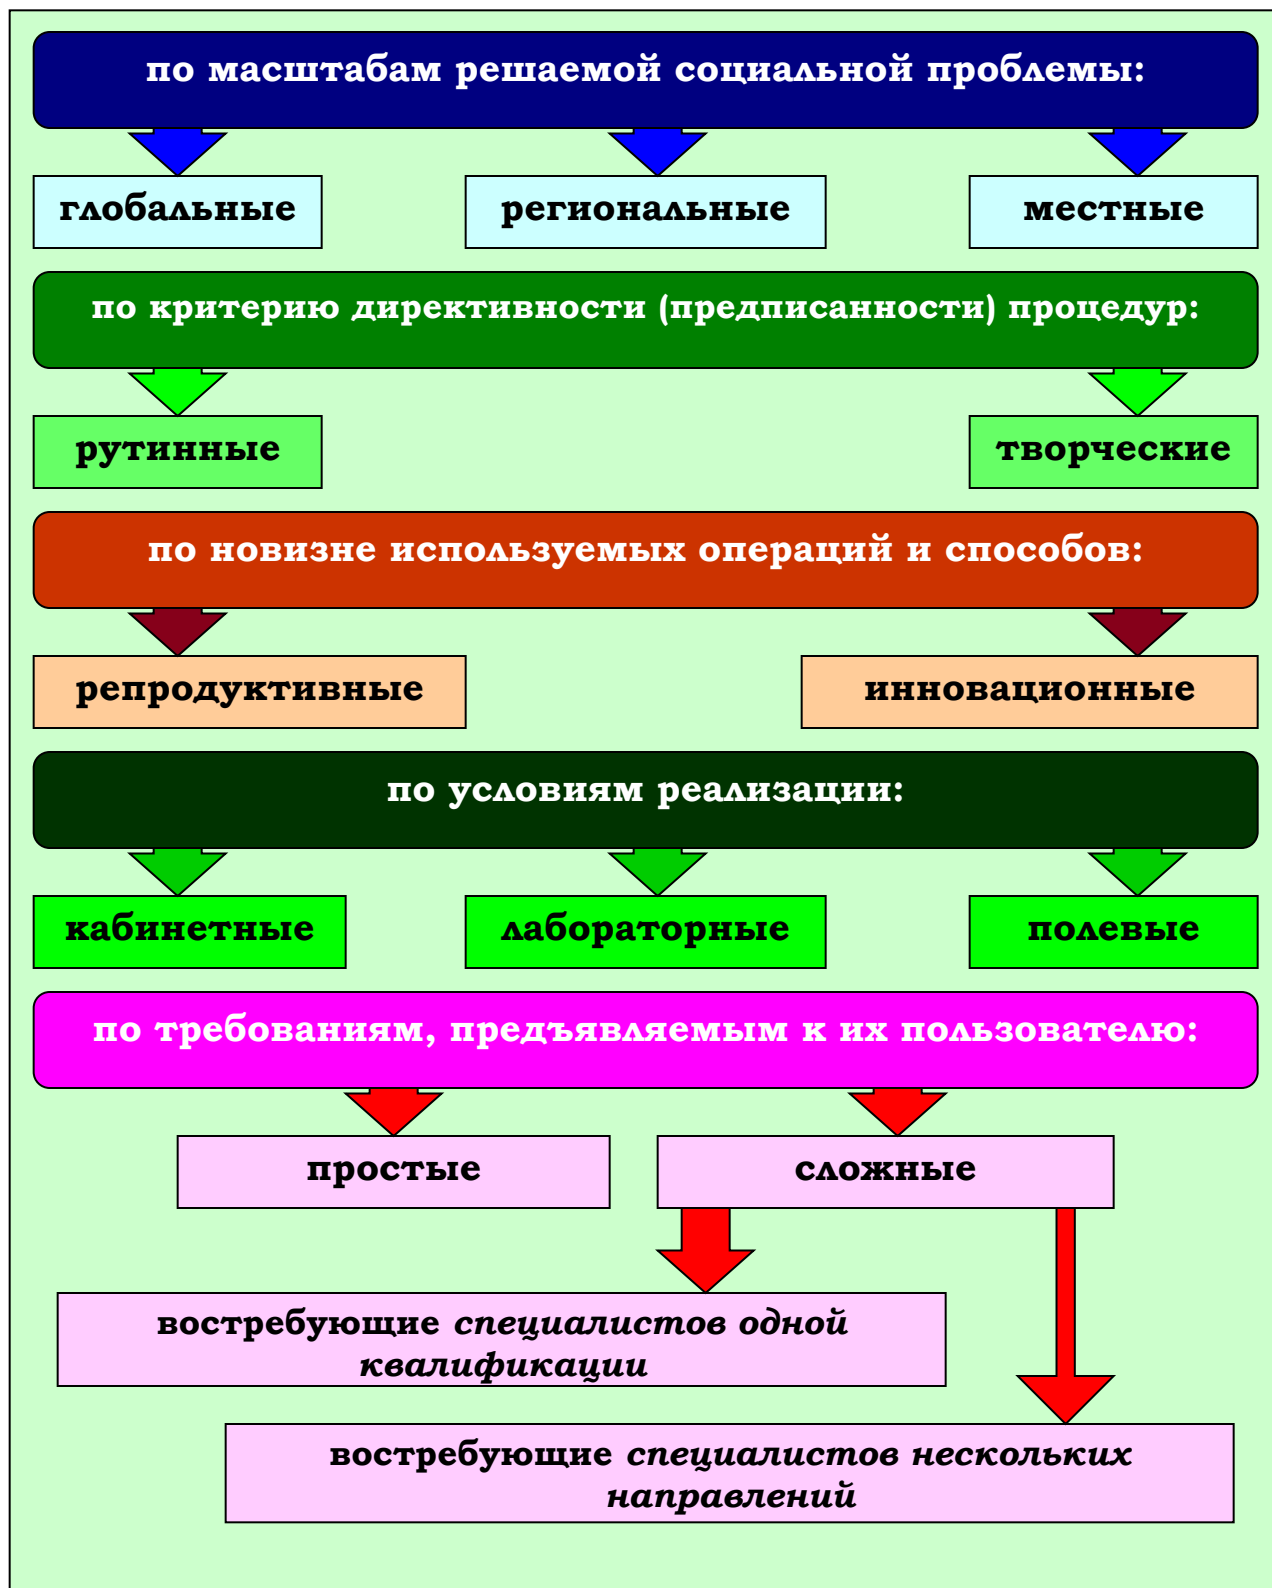 по масштабам решаемой социальной проблемы:
глобальные
региональные
местные
по критерию директивности (предписанности) процедур:
рутинные
творческие
по новизне используемых операций и способов:
репродуктивные
инновационные
по условиям реализации:
кабинетные
лабораторные
полевые
по требованиям, предъявляемым к их пользователю:
простые
сложные
востребующие специалистов одной
квалификации
востребующие специалистов нескольких
направлений